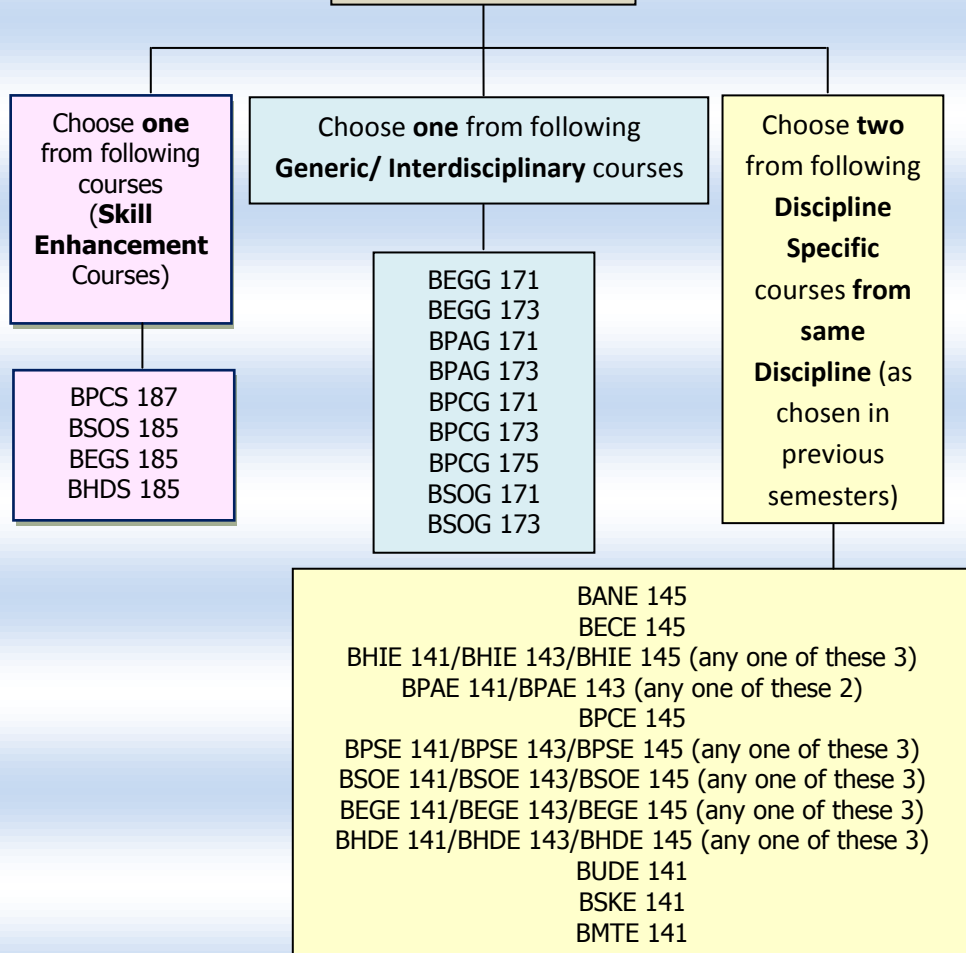 Choose one
from following
courses
(Skill
Enhancement
Courses)
BPCS 187
BSOS 185
BEGS 185
BHDS 185
Choose one from following
Generic/ Interdisciplinary courses
BEGG 171
BEGG 173
BPAG 171
BPAG 173
BPCG 171
BPCG 173
BPCG 175
BSOG 171
BSOG 173
Choose two
from following
Discipline
Specific
courses from
same
Discipline (as
chosen in
previous
semesters)
BANE 145
BECE 145
BHIE 141/BHIE 143/BHIE 145 (any one of these 3)
BPAE 141/BPAE 143 (any one of these 2)
BPCE 145
BPSE 141/BPSE 143/BPSE 145 (any one of these 3)
BSOE 141/BSOE 143/BSOE 145 (any one of these 3)
BEGE 141/BEGE 143/BEGE 145 (any one of these 3)
BHDE 141/BHDE 143/BHDE 145 (any one of these 3)
BUDE 141
BSKE 141
BMTE 141